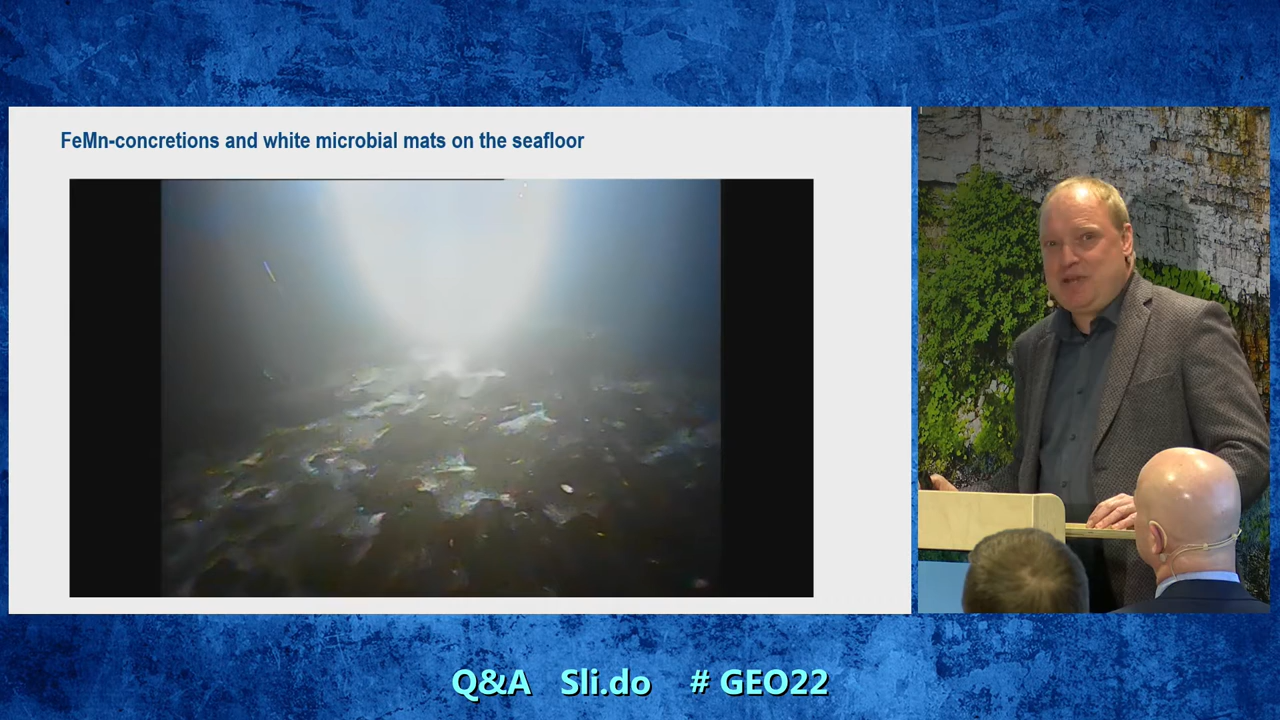 FeMn-concretions and white microbial mats on the seafloor
Q&A Sli.do # GEO22